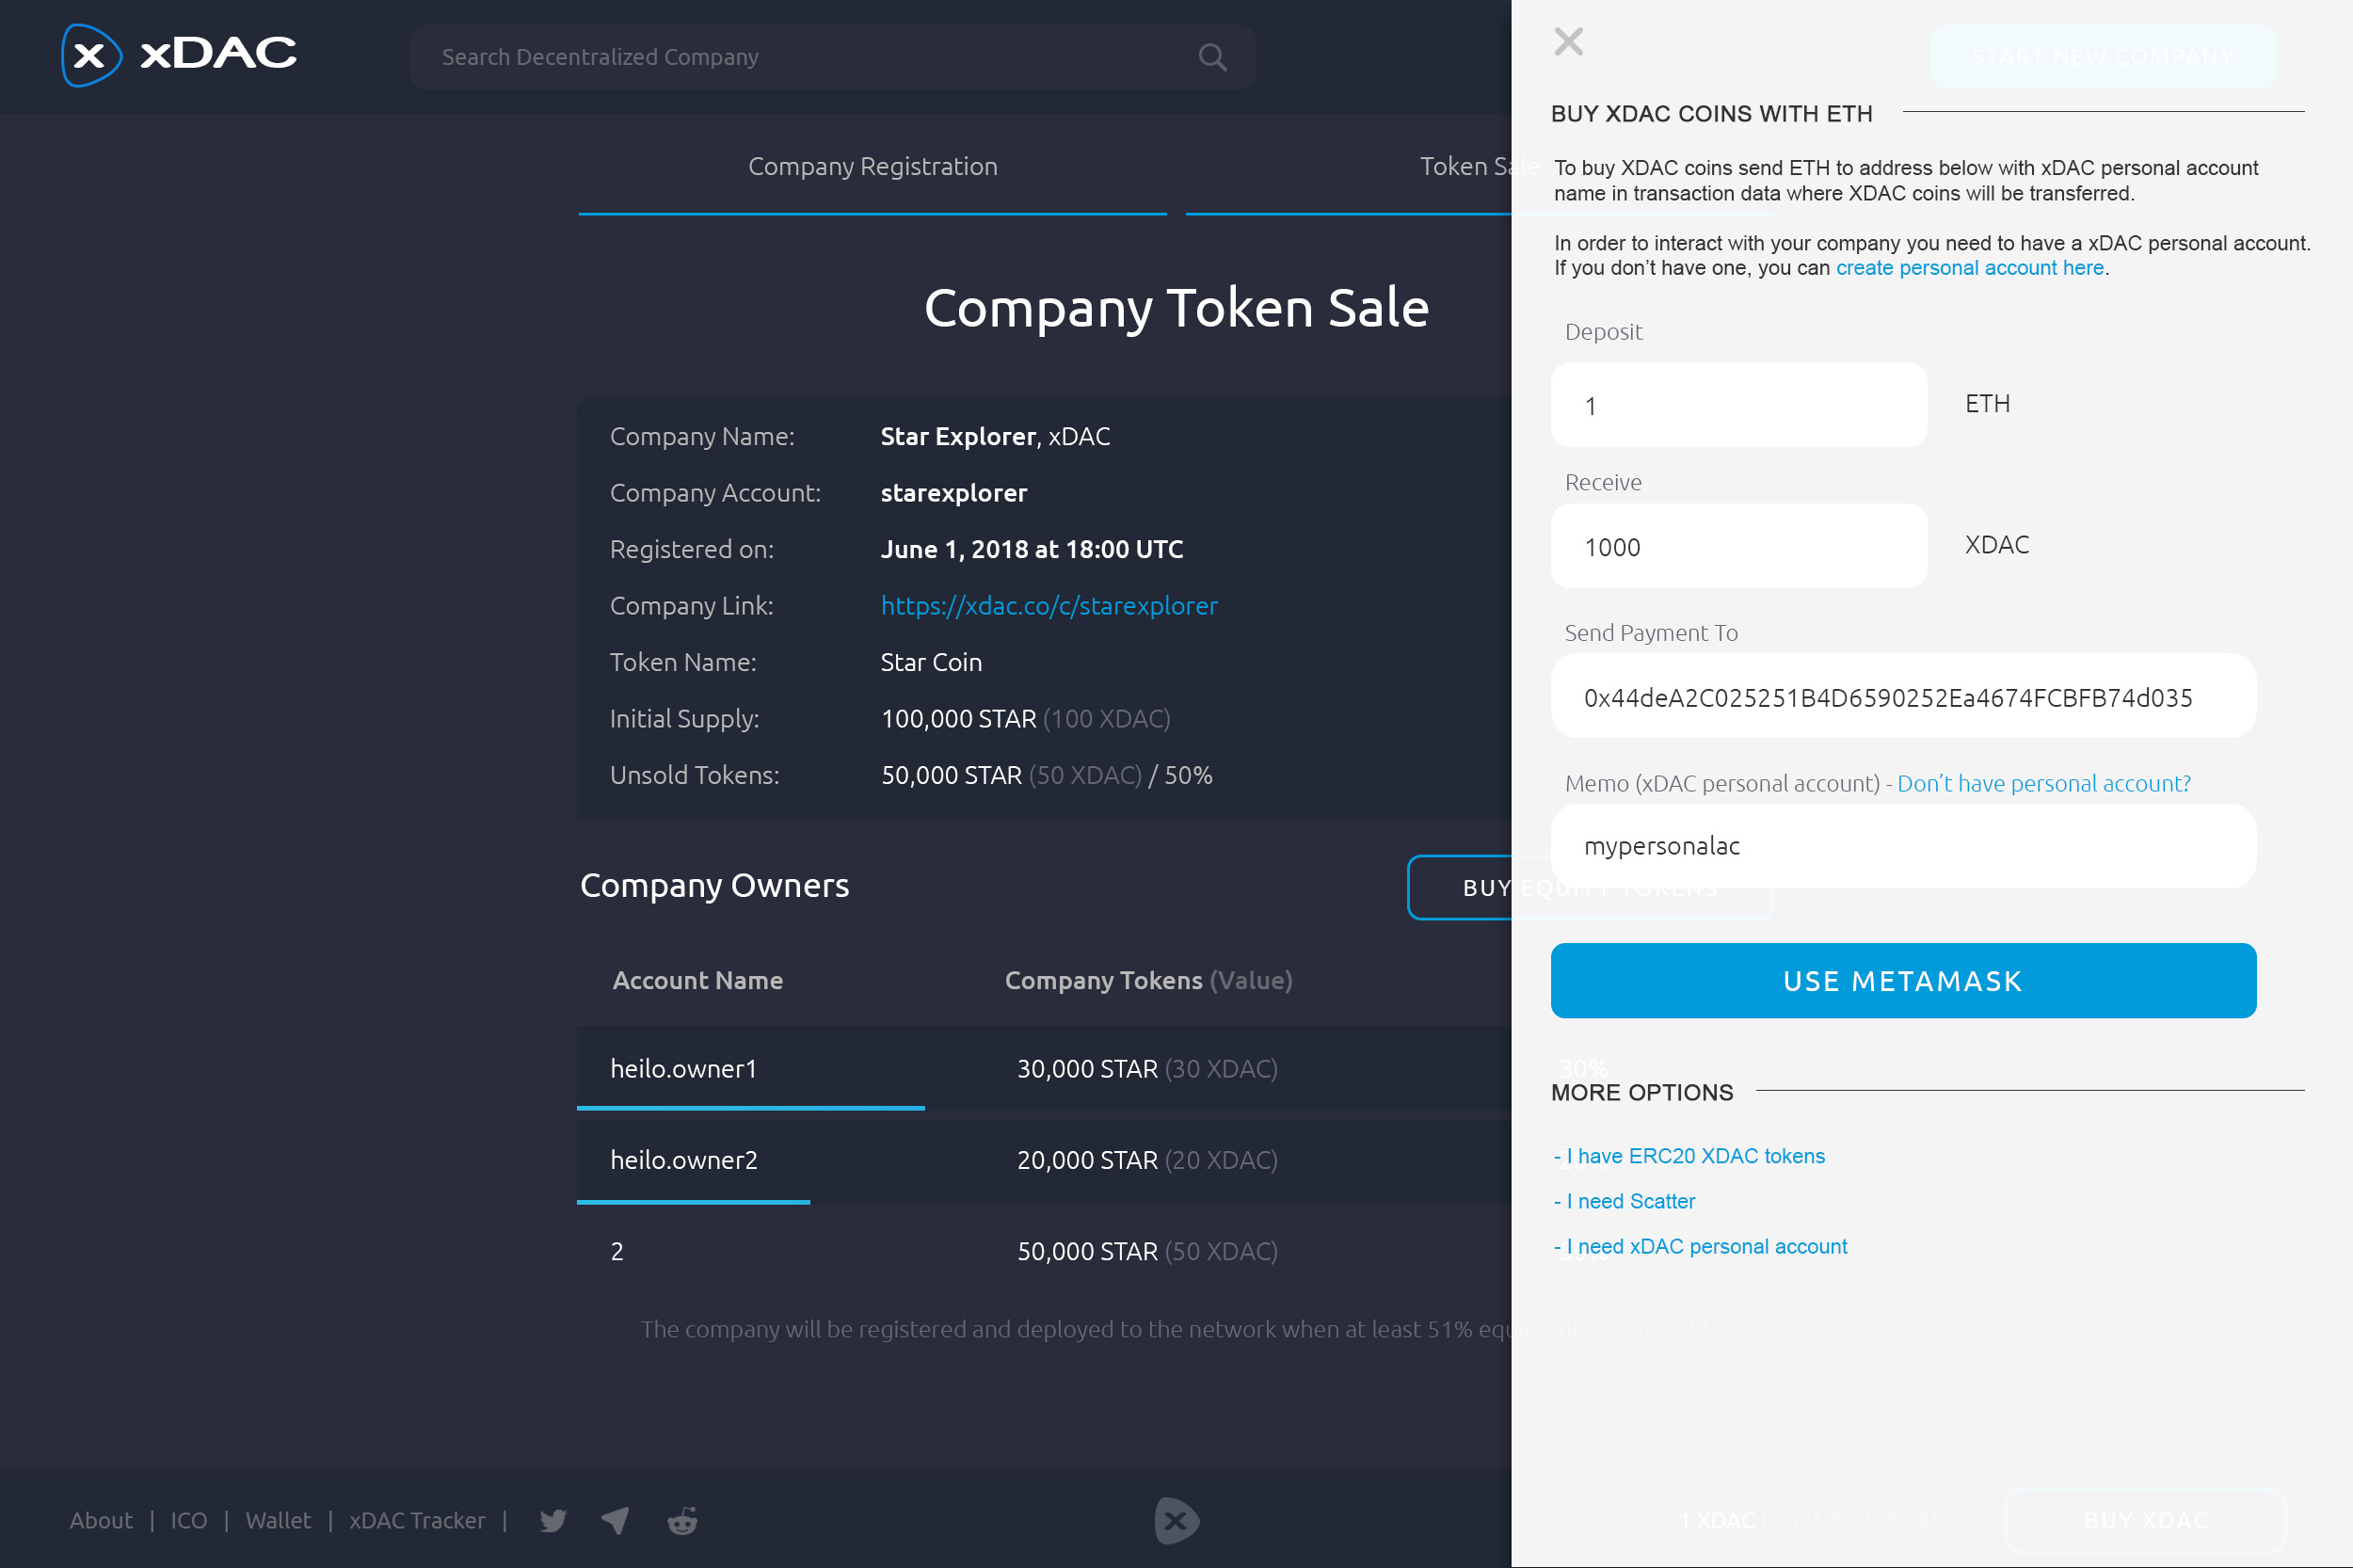 x xDAC
Search Decentralized Company
START NEW COMPANY
Company Registration
Token Sale
Company Token Sale
Company Name: Star Explorer, xDAC
Company Account: starexplorer
Registered on: June 1, 2018 at 18:00 UTC
Company Link: https://xdac.co/c/starexplorer
Token Name: Star Coin
Initial Supply: 100,000 STAR (100 XDAC)
Unsold Tokens: 50,000 STAR (50 XDAC) / 50%
Company Owners
BUY EQUITY TOKENS
Account Name Company Tokens (Value)
heilo.owner1 30,000 STAR (30 XDAC) 30%
heilo.owner2 20,000 STAR (20 XDAC)
2 50,000 STAR (50 XDAC)
The company will be registered and deployed to the network when at least 51% equity tokens
About | ICO | Wallet | xDAC Tracker |
x
1 XDAC
BUY XDAC
BUY XDAC COINS WITH ETH
To buy XDAC coins send ETH to address below with xDAC personal account
name in transaction data where XDAC coins will be transferred.
In order to interact with your company you need to have a xDAC personal account.
If you don’t have one, you can create personal account here.
Deposit
1 ETH
Receive
1000 XDAC
Send Payment To
0x44deA2C025251B4D6590252Ea4674FCBFB74d035
Memo (xDAC personal account) - Don’t have personal account?
mypersonalac
USE METAMASK
MORE OPTIONS
- I have ERC20 XDAC tokens
- I need Scatter
- I need xDAC personal account